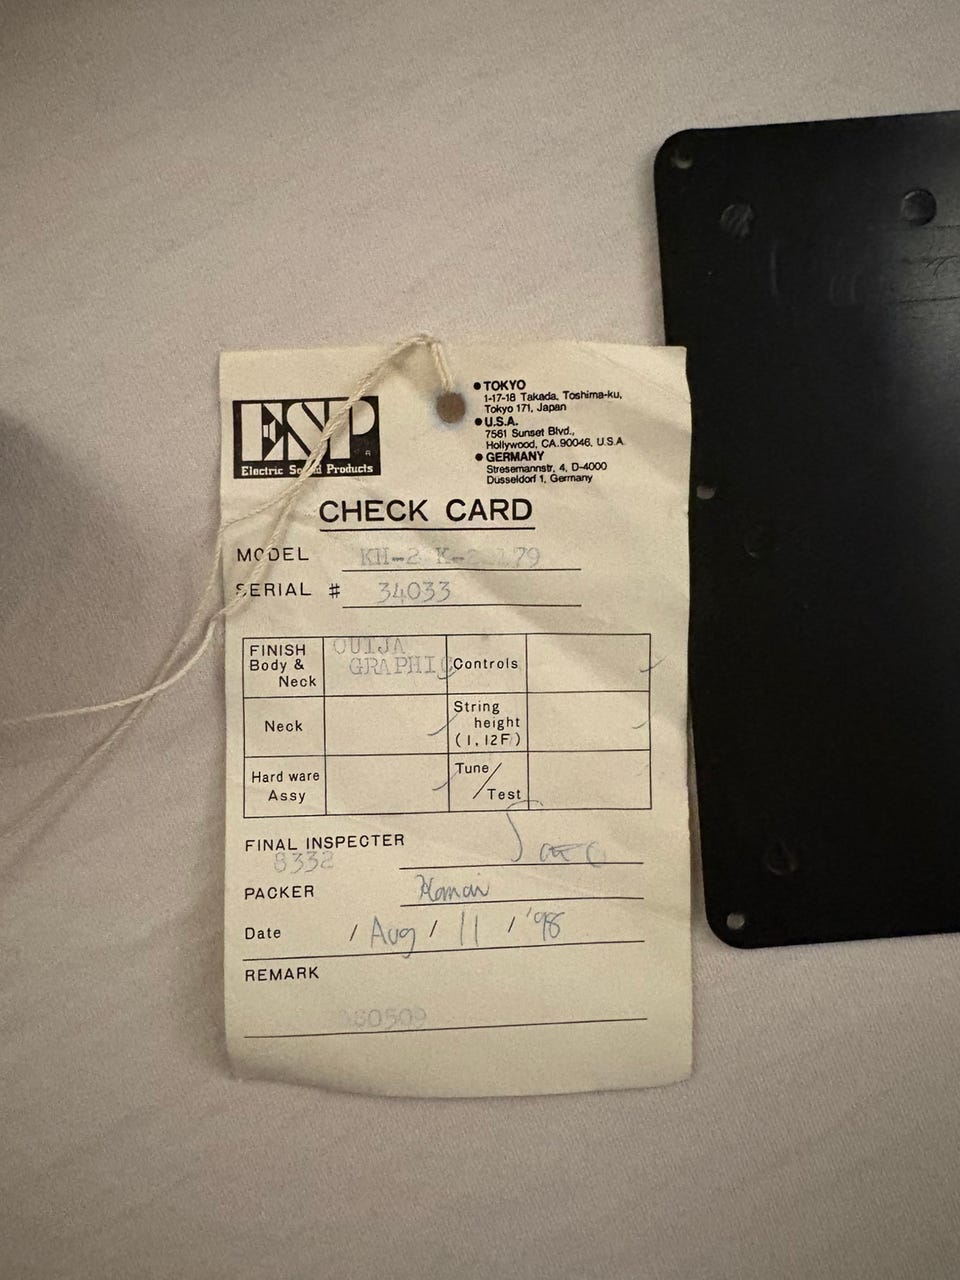 ESP
Electric Sound Products
● TOKYO
1-17-18 Takada, Toshima-ku,
Tokyo 171, Japan
● U.S.A.
7561 Sunset Blvd.,
Hollywood, CA.90046, U.S.A.
● GERMANY
Stresemannstr, 4, D-4000
Düsseldorf 1, Germany
CHECK CARD
MODEL KH-2
SERIAL # 34033
FINISH
Body &
Neck
OUIJA
GRAPHIC
Controls
Neck
String
height
(1, 12F)
Hard ware
Assy
Tune/
Test
FINAL INSPECTER
8332
PACKER
Date / Aug / 11 / '98
REMARK